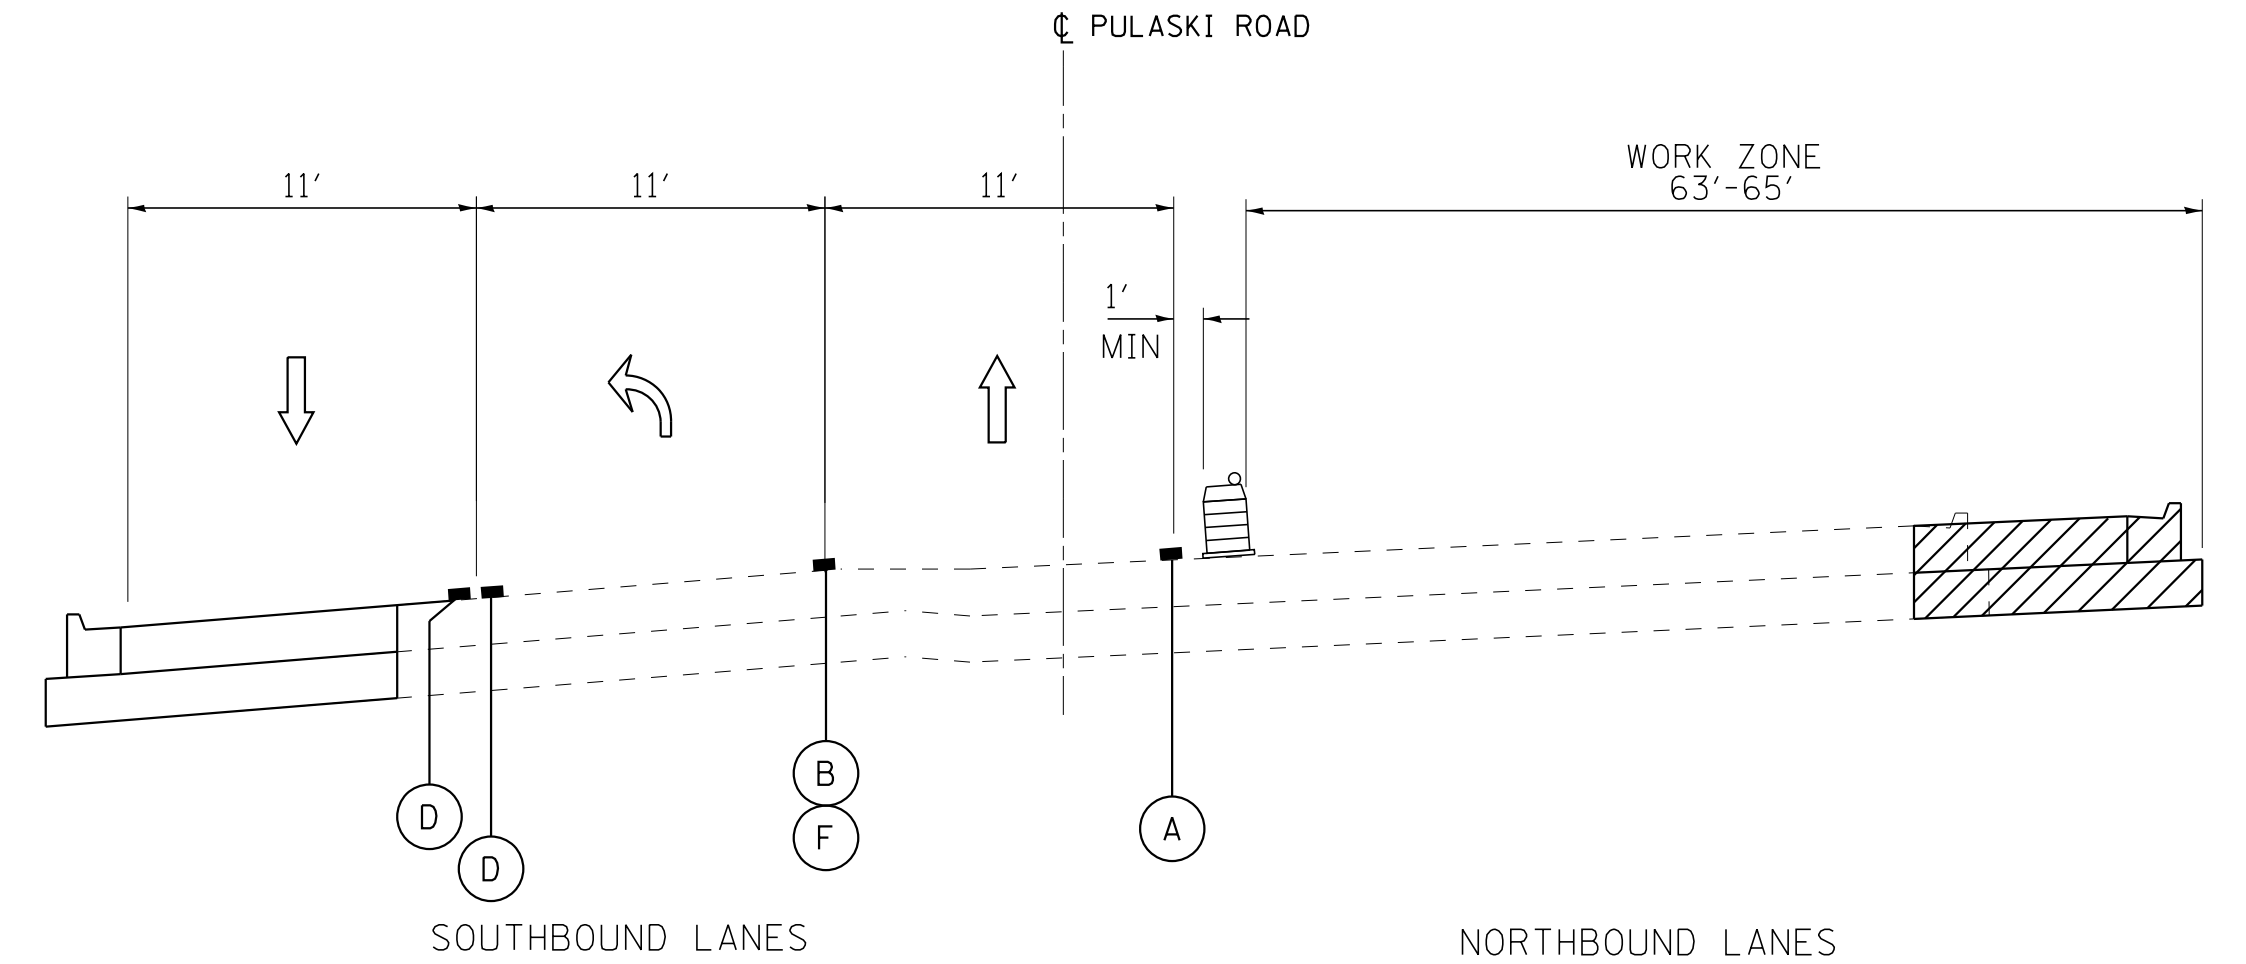 ℄ PULASKI ROAD
WORK ZONE
63'-65'
11'
11'
11'
1'
MIN
B
F
D
D
A
SOUTHBOUND LANES
NORTHBOUND LANES